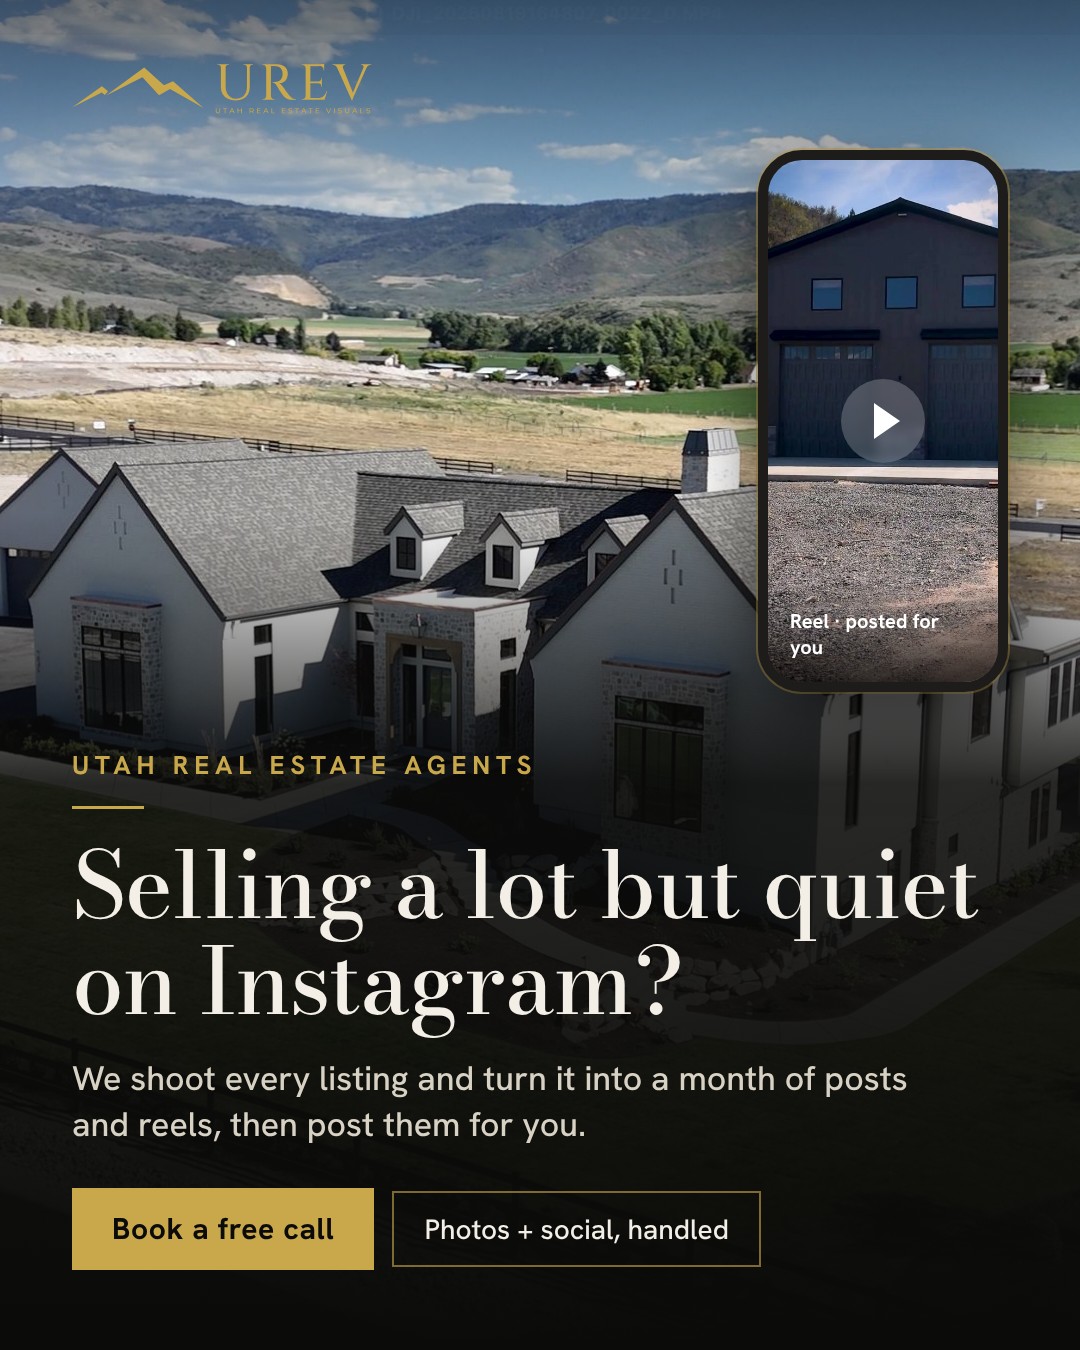 UREV
UTAH REAL ESTATE VISUALS
Reel · posted for
you
UTAH REAL ESTATE AGENTS
Selling a lot but quiet
on Instagram?
We shoot every listing and turn it into a month of posts
and reels, then post them for you.
Book a free call
Photos + social, handled